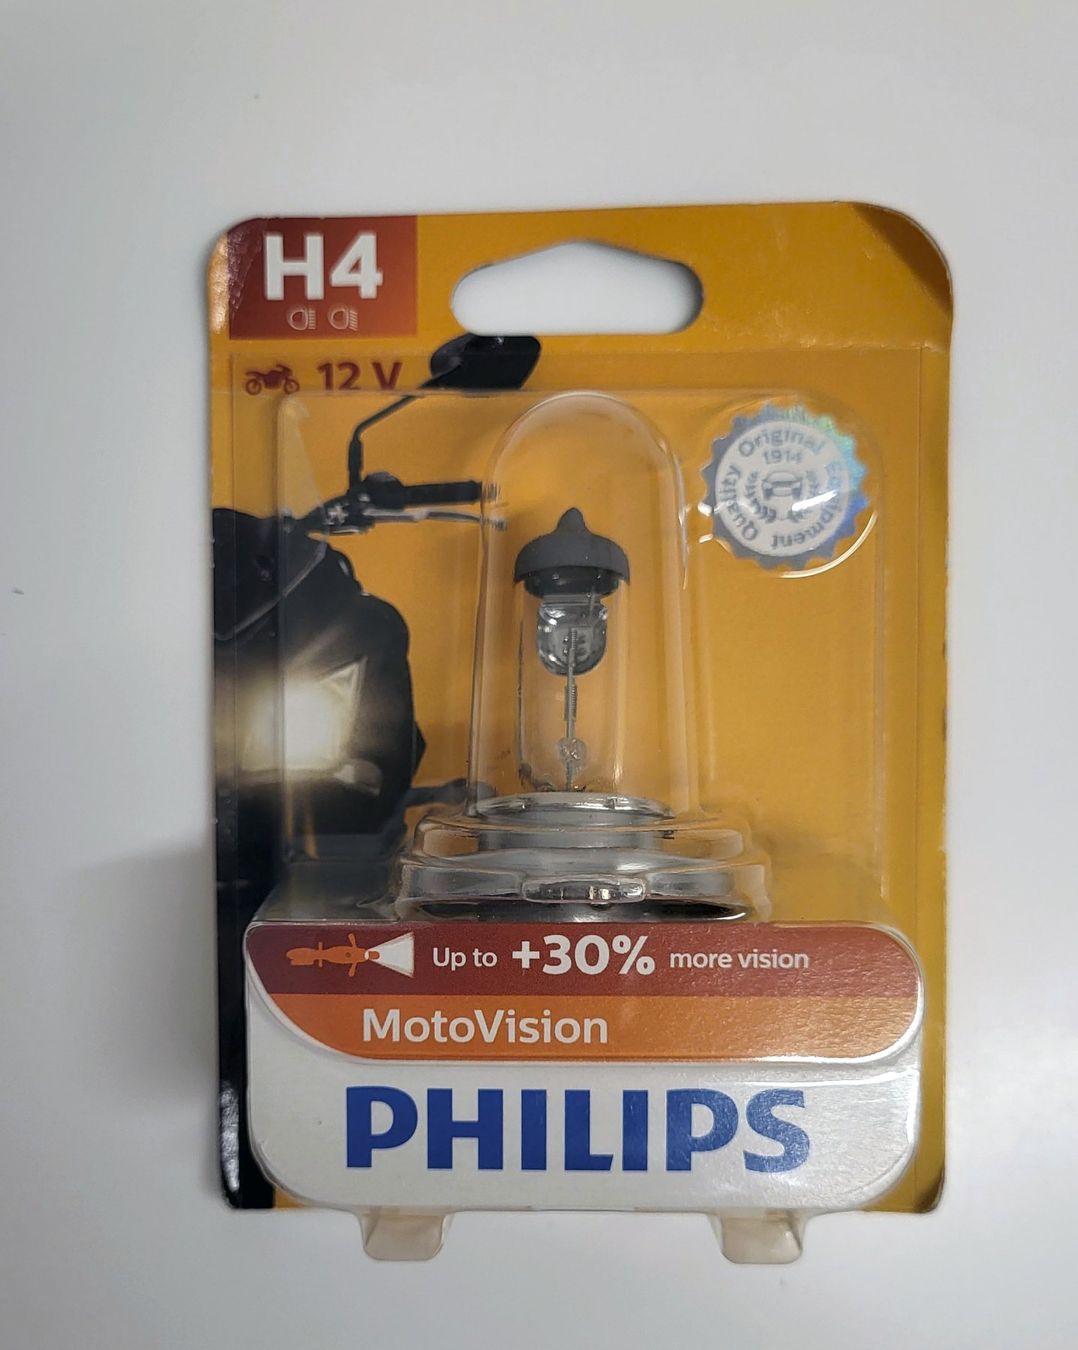 H4
12 V
Original Equipment Quality
1914
Up to +30% more vision
MotoVision
PHILIPS